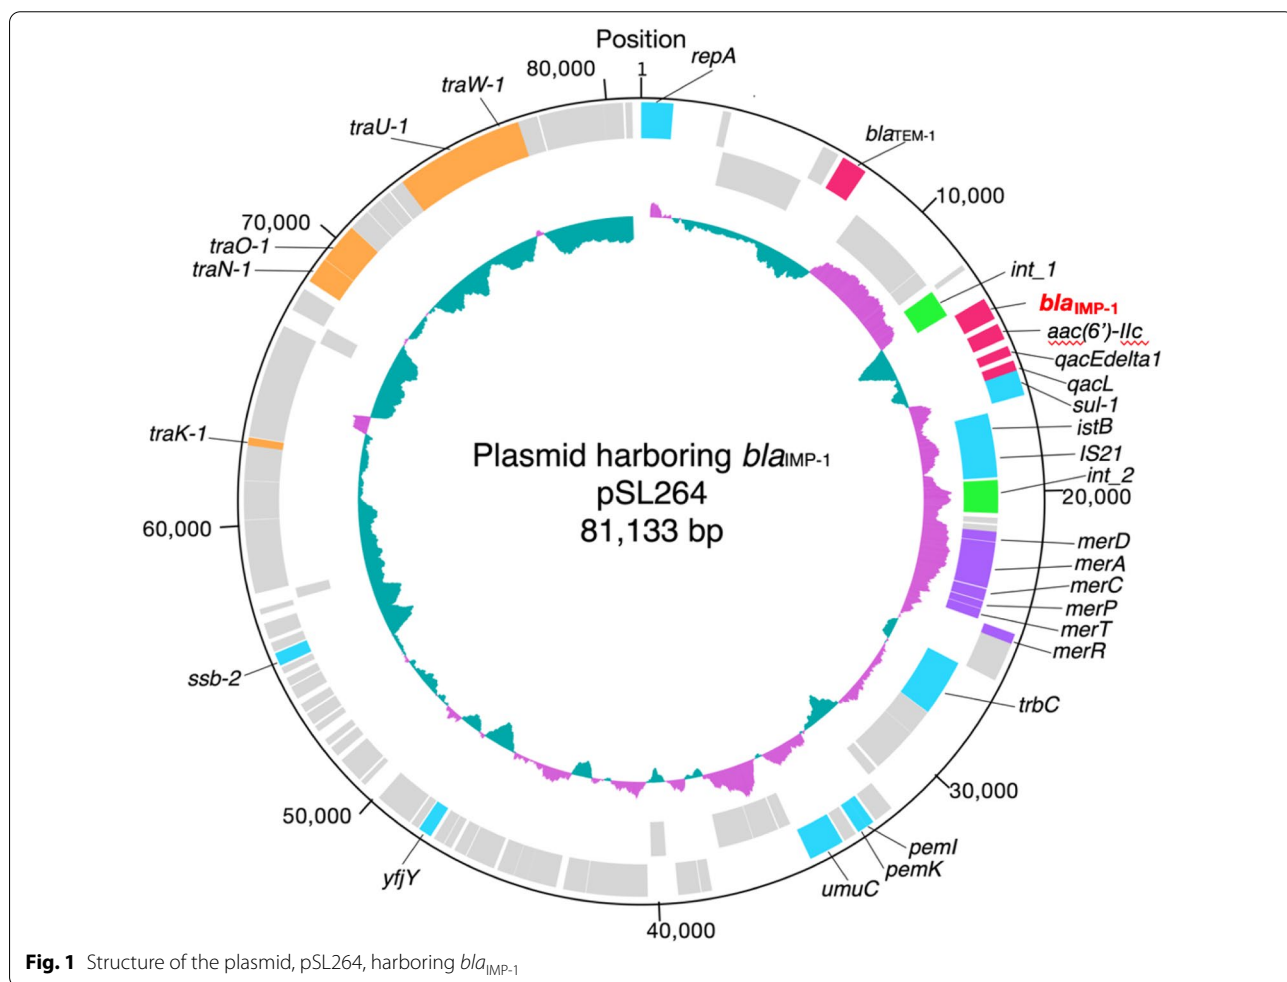 Position
1
repA
80,000
traW-1
traU-1
blaTEM-1
10,000
70,000
traO-1
traN-1
int_1
blaIMP-1
aac(6’)-IIc
qacEdelta1
qacL
sul-1
istB
IS21
int_2
20,000
traK-1
Plasmid harboring blaIMP-1
pSL264
81,133 bp
60,000
merD
merA
merC
merP
merT
merR
ssb-2
trbC
30,000
50,000
pemI
pemK
umuC
yfjY
40,000
Fig. 1 Structure of the plasmid, pSL264, harboring blaIMP-1